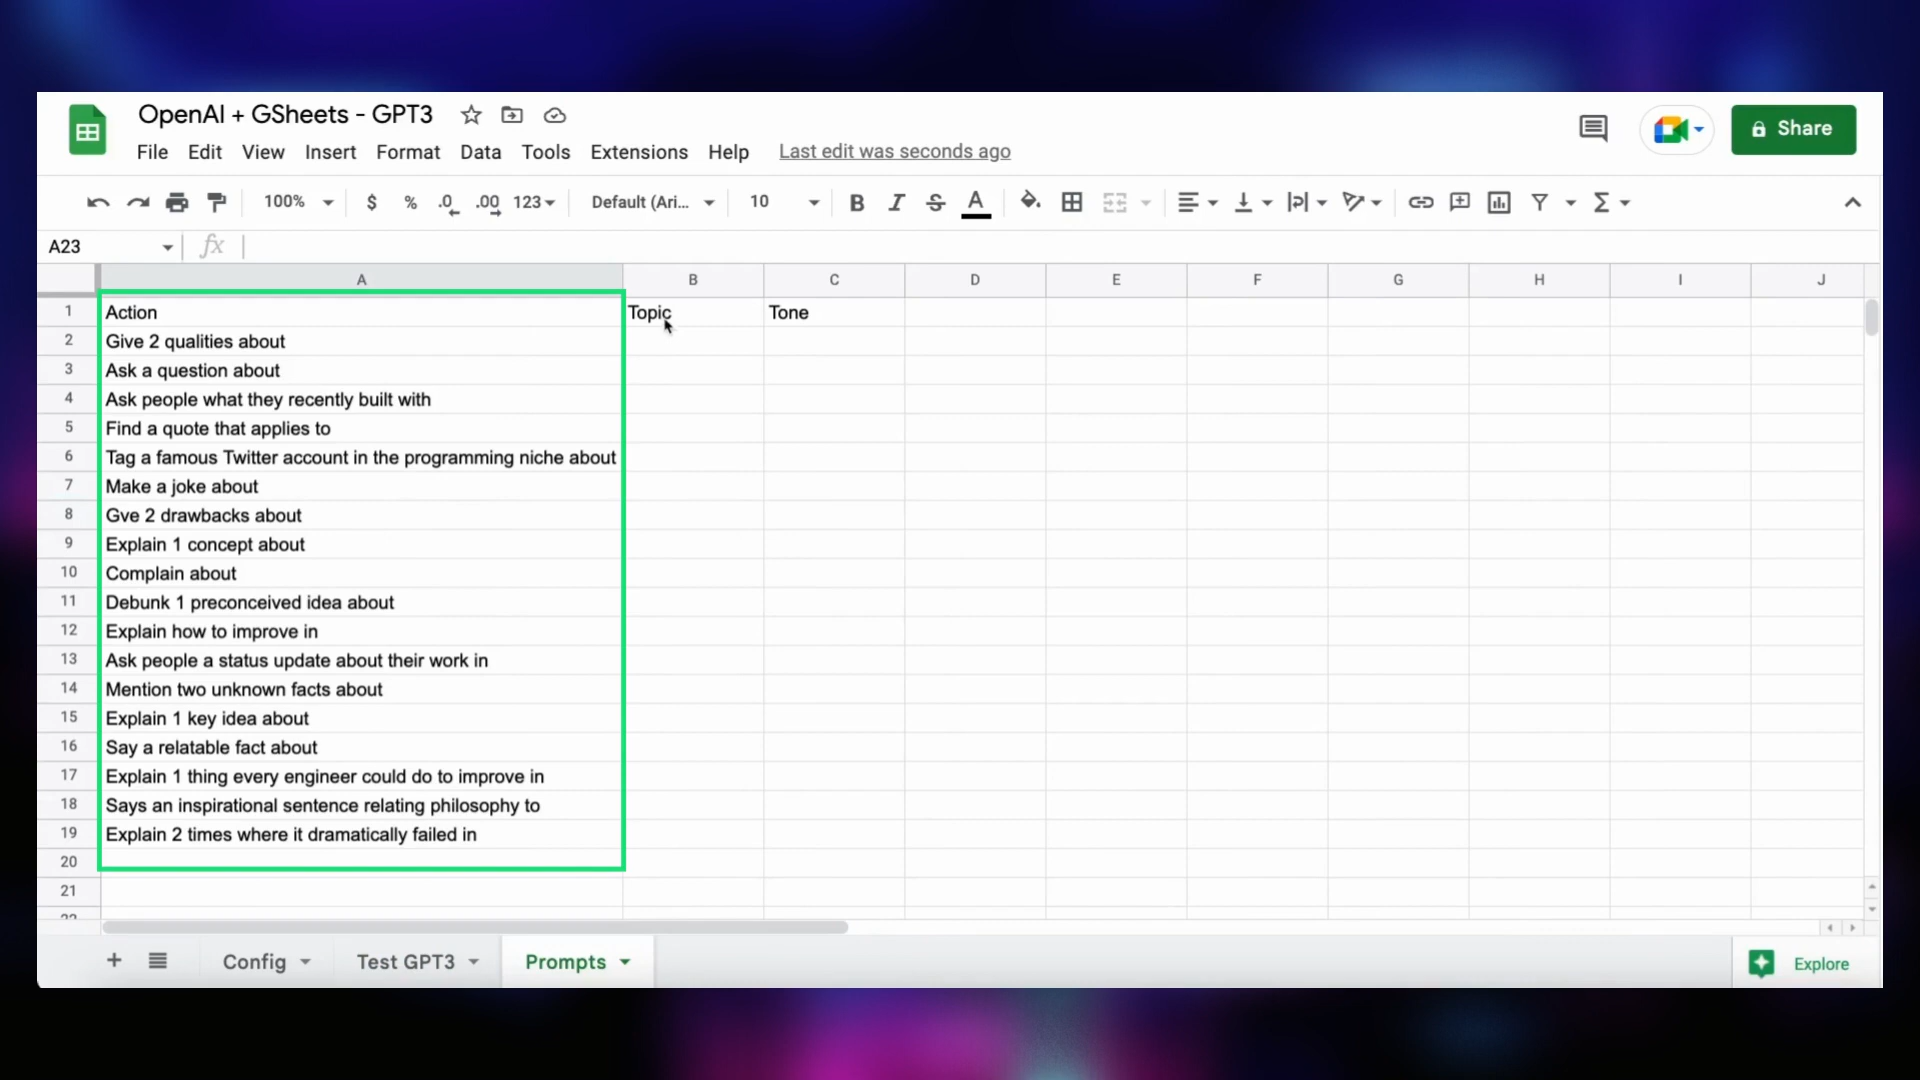 OpenAI + GSheets - GPT3
File Edit View Insert Format Data Tools Extensions Help Last edit was seconds ago
Share
100% $ % .0 .00 123 Default (Ari... 10 B I S A
A23 fx
A B C D E F G H I J
1 Action Topic Tone
2 Give 2 qualities about
3 Ask a question about
4 Ask people what they recently built with
5 Find a quote that applies to
6 Tag a famous Twitter account in the programming niche about
7 Make a joke about
8 Gve 2 drawbacks about
9 Explain 1 concept about
10 Complain about
11 Debunk 1 preconceived idea about
12 Explain how to improve in
13 Ask people a status update about their work in
14 Mention two unknown facts about
15 Explain 1 key idea about
16 Say a relatable fact about
17 Explain 1 thing every engineer could do to improve in
18 Says an inspirational sentence relating philosophy to
19 Explain 2 times where it dramatically failed in
20
21
Config Test GPT3 Prompts Explore